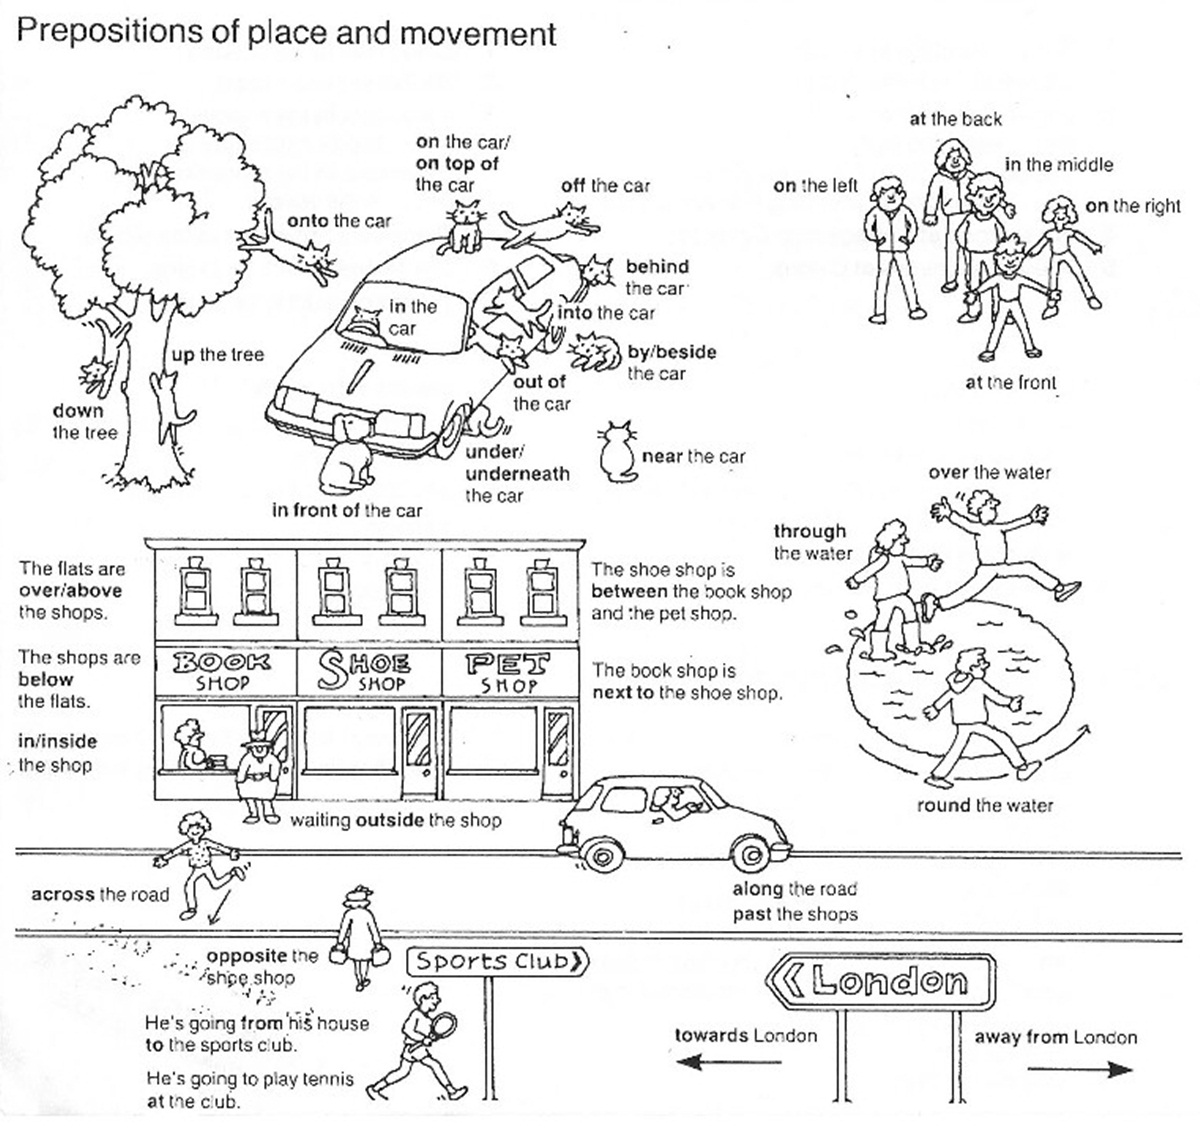 Prepositions of place and movement
on the car/
on top of
the car
off the car
onto the car
behind
the car
in the
car
into the car
by/beside
the car
out of
the car
up the tree
down
the tree
under/
underneath
the car
near the car
in front of the car
at the back
in the middle
on the left
on the right
at the front
over the water
through
the water
round the water
The flats are
over/above
the shops.
The shops are
below
the flats.
in/inside
the shop
BOOK
SHOP
SHOE
SHOP
PET
SHOP
The shoe shop is
between the book shop
and the pet shop.
The book shop is
next to the shoe shop.
waiting outside the shop
across the road
along the road
past the shops
opposite the
shoe shop
Sports Club
London
He's going from his house
to the sports club.
He's going to play tennis
at the club.
towards London
away from London